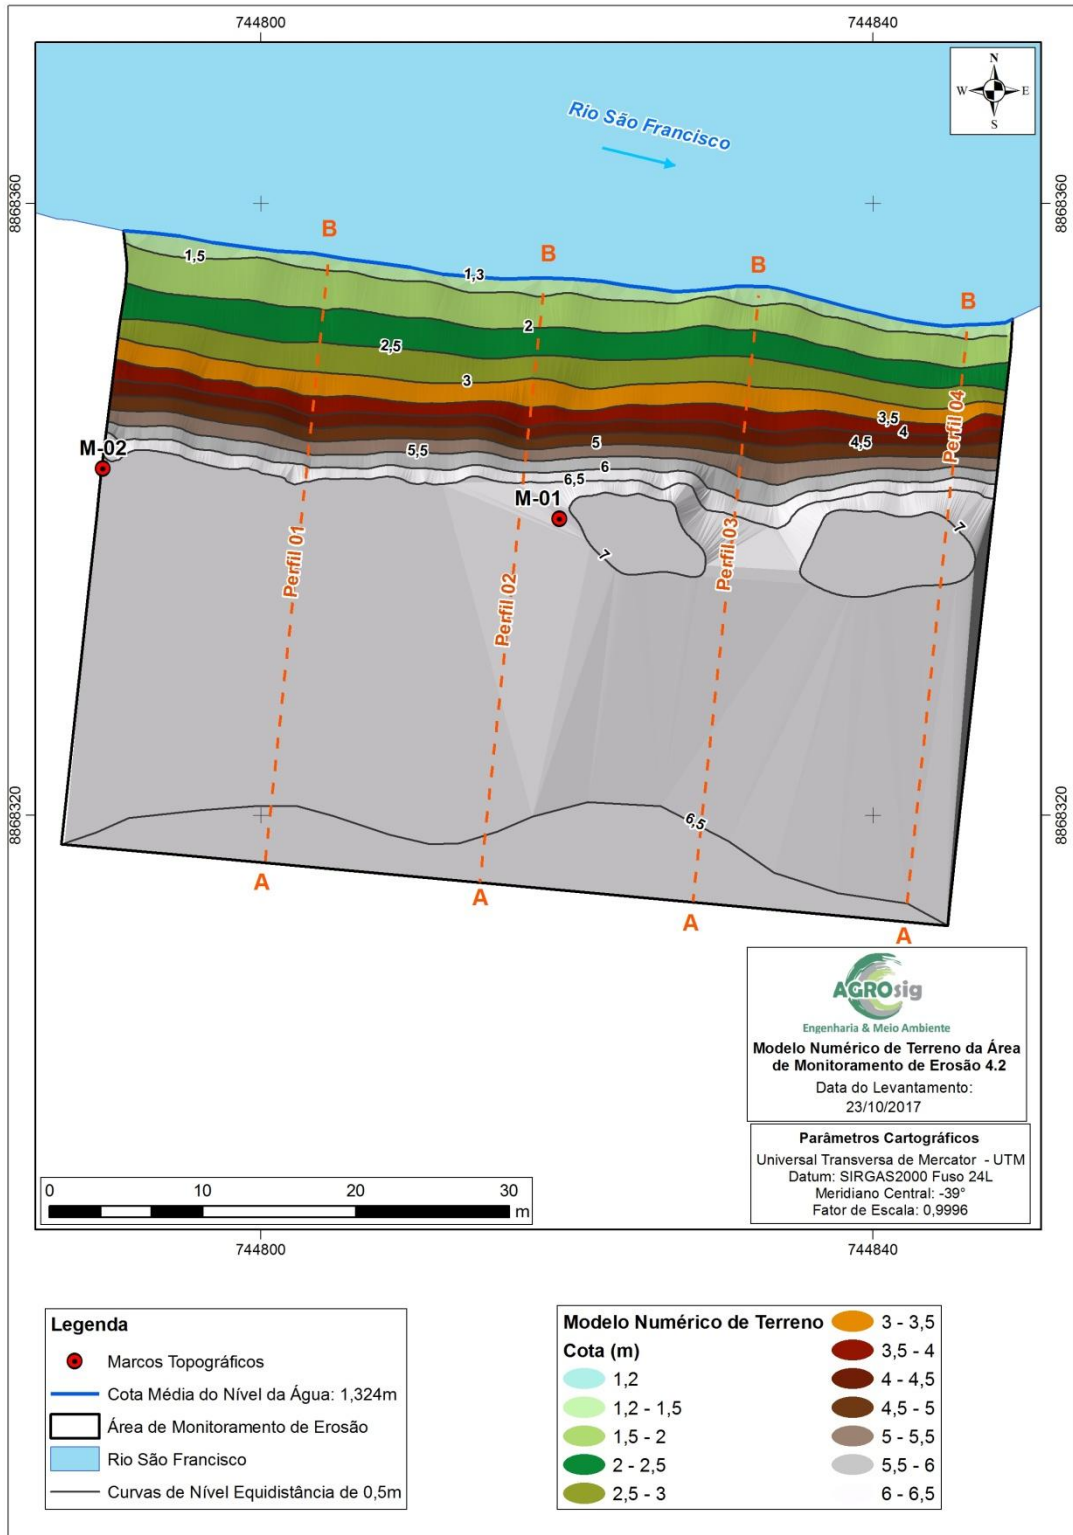 744800
744840
N
W
E
S
Rio São Francisco
8868360
8868360
B
B
B
B
1,5
1,3
2
2,5
3
3,5
4
4,5
5
5,5
6
6,5
M-02
M-01
7
7
Perfil 01
Perfil 02
Perfil 03
Perfil 04
8868320
8868320
6,5
A
A
A
A
AGROsig
Engenharia & Meio Ambiente
Modelo Numérico de Terreno da Área
de Monitoramento de Erosão 4.2
Data do Levantamento:
23/10/2017
Parâmetros Cartográficos
Universal Transversa de Mercator - UTM
Datum: SIRGAS2000 Fuso 24L
Meridiano Central: -39°
Fator de Escala: 0,9996
0 10 20 30
m
744800
744840
Legenda
Marcos Topográficos
Cota Média do Nível da Água: 1,324m
Área de Monitoramento de Erosão
Rio São Francisco
Curvas de Nível Equidistância de 0,5m
Modelo Numérico de Terreno
Cota (m)
1,2
1,2 - 1,5
1,5 - 2
2 - 2,5
2,5 - 3
3 - 3,5
3,5 - 4
4 - 4,5
4,5 - 5
5 - 5,5
5,5 - 6
6 - 6,5